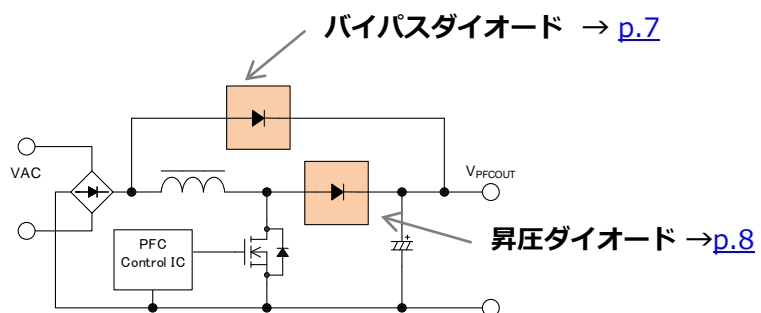 バイパスダイオード → p.7
VAC
VPFCOUT
昇圧ダイオード →p.8
PFC
Control IC
+